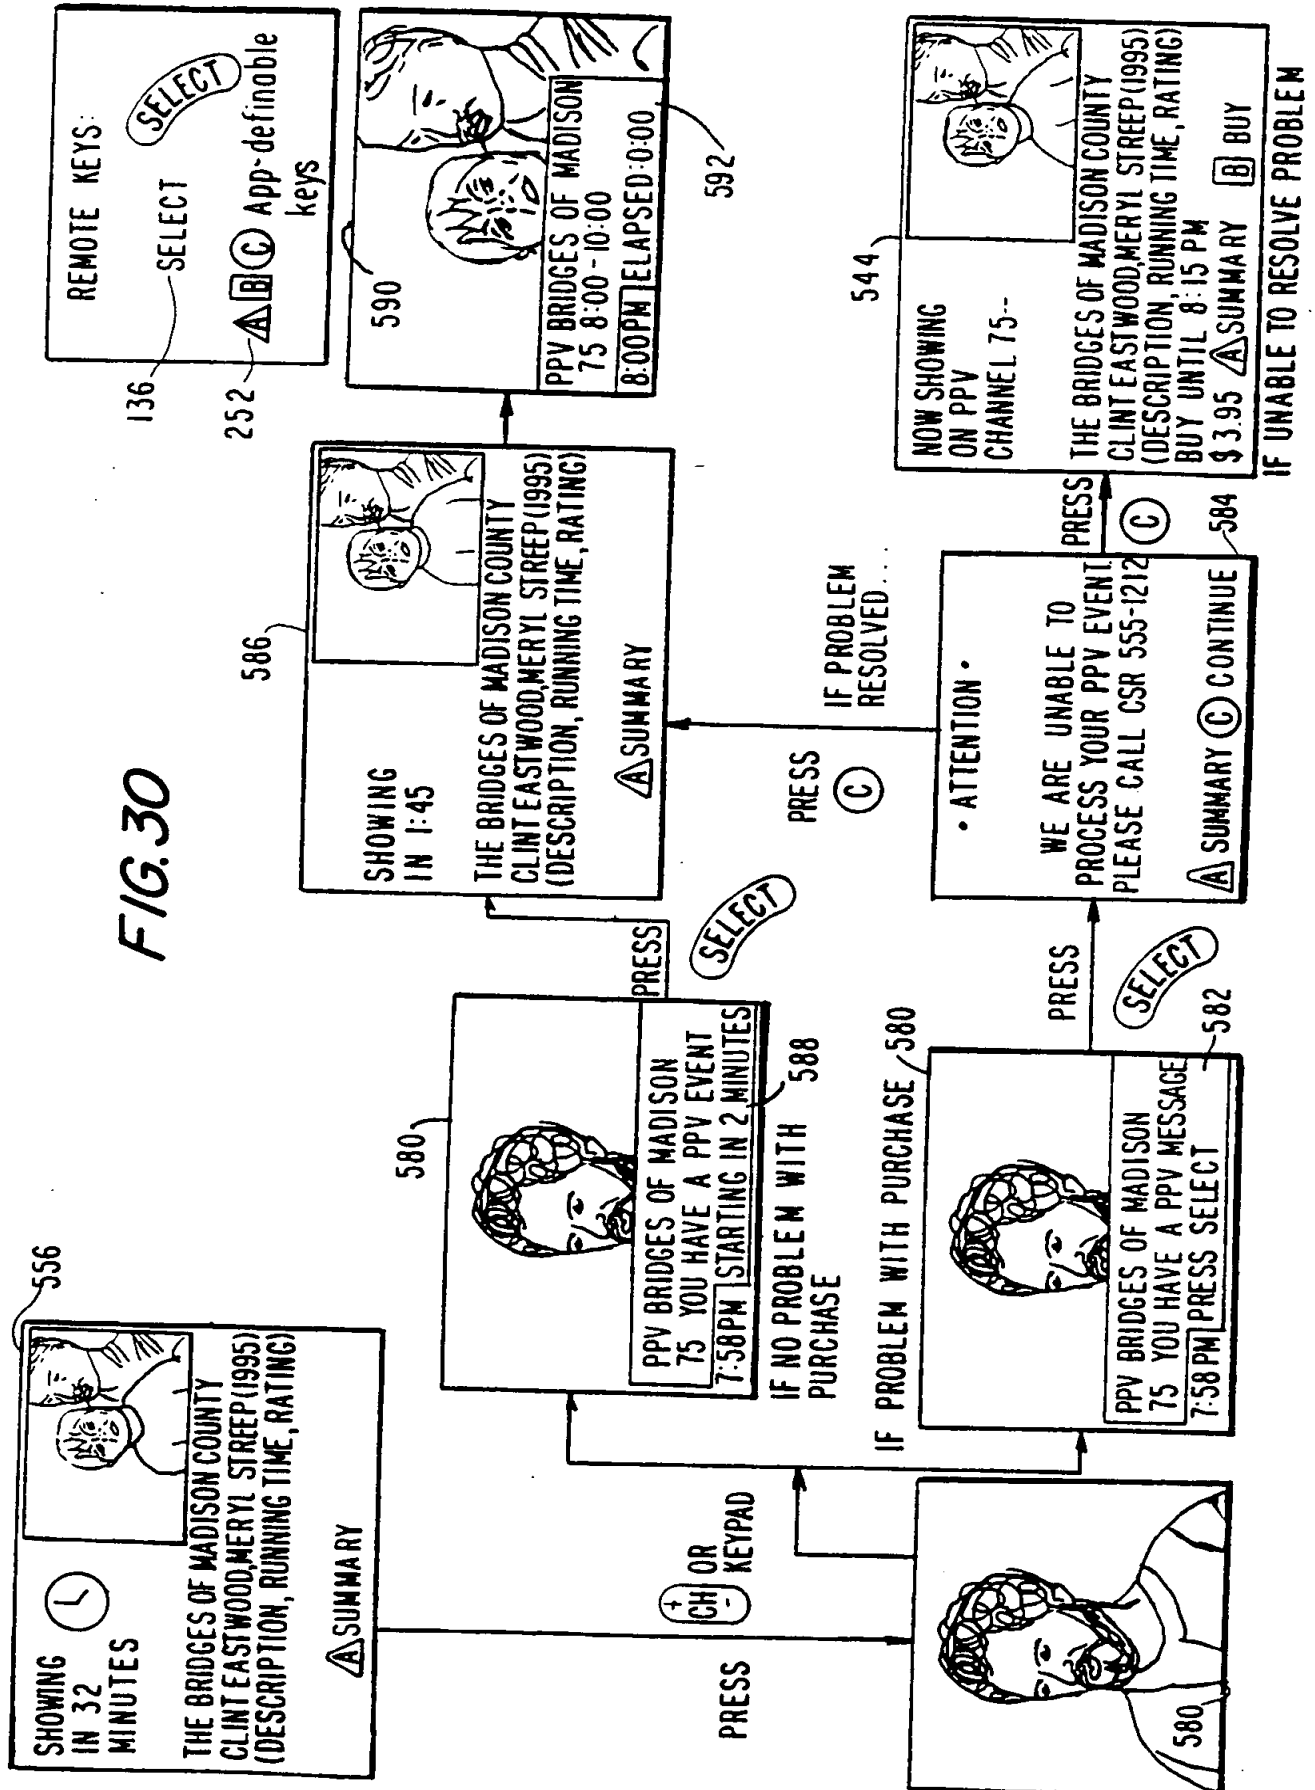 FIG. 30
SHOWING
IN 32
MINUTES
THE BRIDGES OF MADISON COUNTY
CLINT EASTWOOD,MERYL STREEP(1995)
(DESCRIPTION, RUNNING TIME, RATING)
A SUMMARY
556
PRESS
+
CH
-
OR
KEYPAD
580
580
PPV BRIDGES OF MADISON
75 YOU HAVE A PPV EVENT
7:58PM STARTING IN 2 MINUTES
588
IF NO PROBLEM WITH
PURCHASE
PRESS
SELECT
IF PROBLEM WITH PURCHASE
580
PPV BRIDGES OF MADISON
75 YOU HAVE A PPV MESSAGE
7:58PM PRESS SELECT
582
PRESS
SELECT
586
SHOWING
IN 1:45
THE BRIDGES OF MADISON COUNTY
CLINT EASTWOOD,MERYL STREEP(1995)
(DESCRIPTION, RUNNING TIME, RATING)
A SUMMARY
PRESS
C
IF PROBLEM
RESOLVED...
• ATTENTION •
WE ARE UNABLE TO
PROCESS YOUR PPV EVENT
PLEASE CALL CSR 555-1212
A SUMMARY C CONTINUE
584
PRESS
C
REMOTE KEYS:
136
SELECT
SELECT
252
A B C App-definable
keys
590
PPV BRIDGES OF MADISON
75 8:00-10:00
8:00PM ELAPSED:0:00
592
544
NOW SHOWING
ON PPV
CHANNEL 75--
THE BRIDGES OF MADISON COUNTY
CLINT EASTWOOD,MERYL STREEP(1995)
(DESCRIPTION, RUNNING TIME, RATING)
BUY UNTIL 8:15 PM
$3.95 A SUMMARY B BUY
IF UNABLE TO RESOLVE PROBLEM